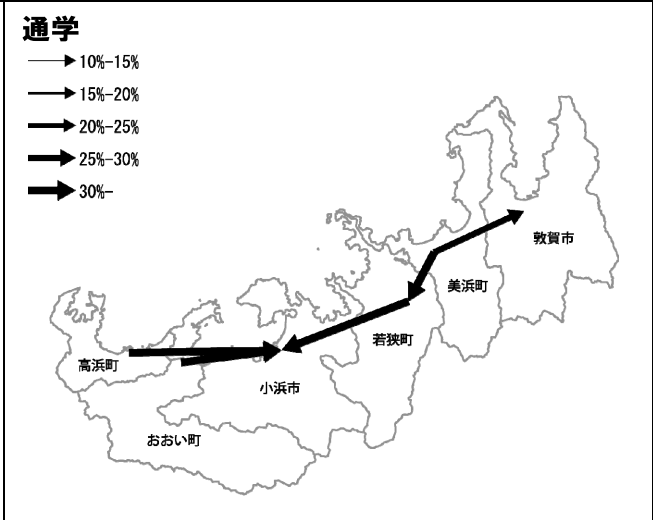 通学
10%-15%
15%-20%
20%-25%
25%-30%
30%-
敦賀市
美浜町
若狭町
高浜町
小浜市
おおい町